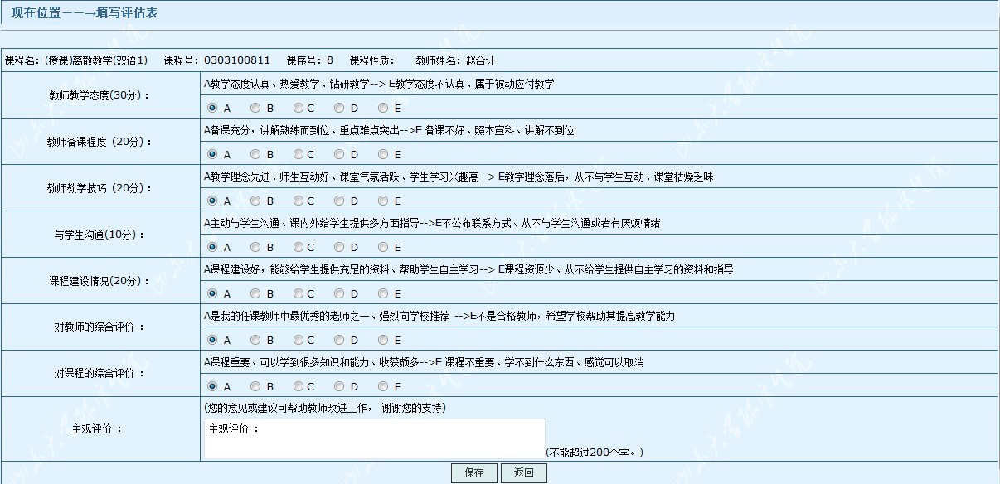 现在位置——→填写评估表
课程名：(授课)离散数学(双语1) 课程号：0303100811 课序号：8 课程性质： 教师姓名：赵合计
教师教学态度(30分)：
A教学态度认真、热爱教学、钻研教学--> E教学态度不认真、属于被动应付教学
A B C D E
教师备课程度（20分）：
A备课充分，讲解熟练而到位、重点难点突出-->E 备课不好、照本宣科、讲解不到位
A B C D E
教师教学技巧（20分）：
A教学理念先进、师生互动好、课堂气氛活跃、学生学习兴趣高--> E教学理念落后，从不与学生互动、课堂枯燥乏味
A B C D E
与学生沟通(10分)：
A主动与学生沟通、课内外给学生提供多方面指导-->E不公布联系方式、从不与学生沟通或者有厌烦情绪
A B C D E
课程建设情况(20分)：
A课程建设好，能够给学生提供充足的资料、帮助学生自主学习--> E课程资源少、从不给学生提供自主学习的资料和指导
A B C D E
对教师的综合评价 ：
A是我的任课教师中最优秀的老师之一、强烈向学校推荐 -->E不是合格教师，希望学校帮助其提高教学能力
A B C D E
对课程的综合评价 ：
A课程重要、可以学到很多知识和能力、收获颇多-->E 课程不重要、学不到什么东西、感觉可以取消
A B C D E
主观评价 ：
(您的意见或建议可帮助教师改进工作， 谢谢您的支持)
主观评价 ：
(不能超过200个字。)
保存 返回